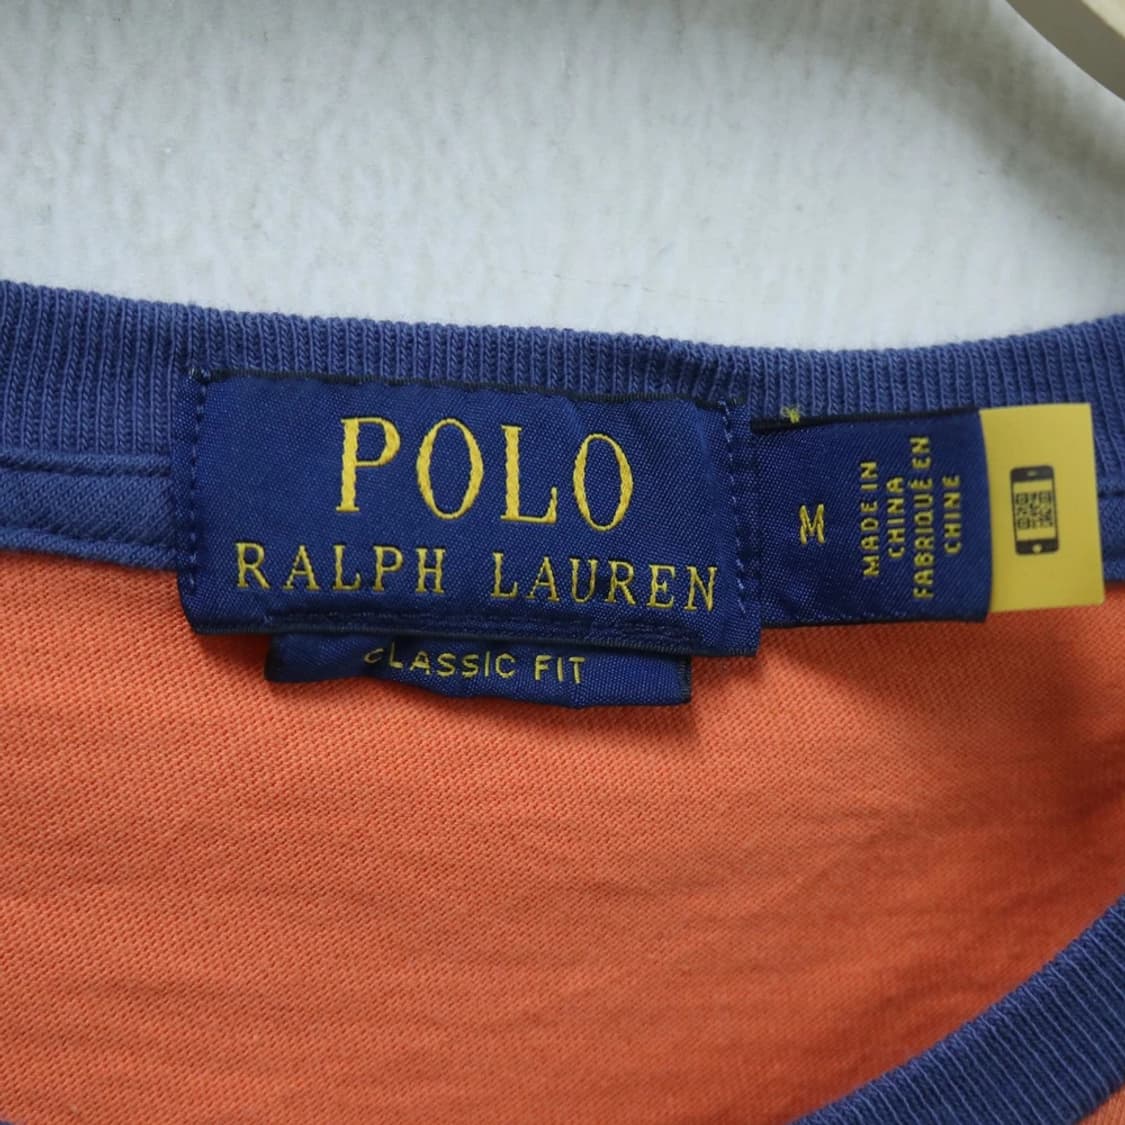 POLO
RALPH LAUREN
CLASSIC FIT
M
MADE IN
CHINA
FABRIQUÉ EN
CHINE